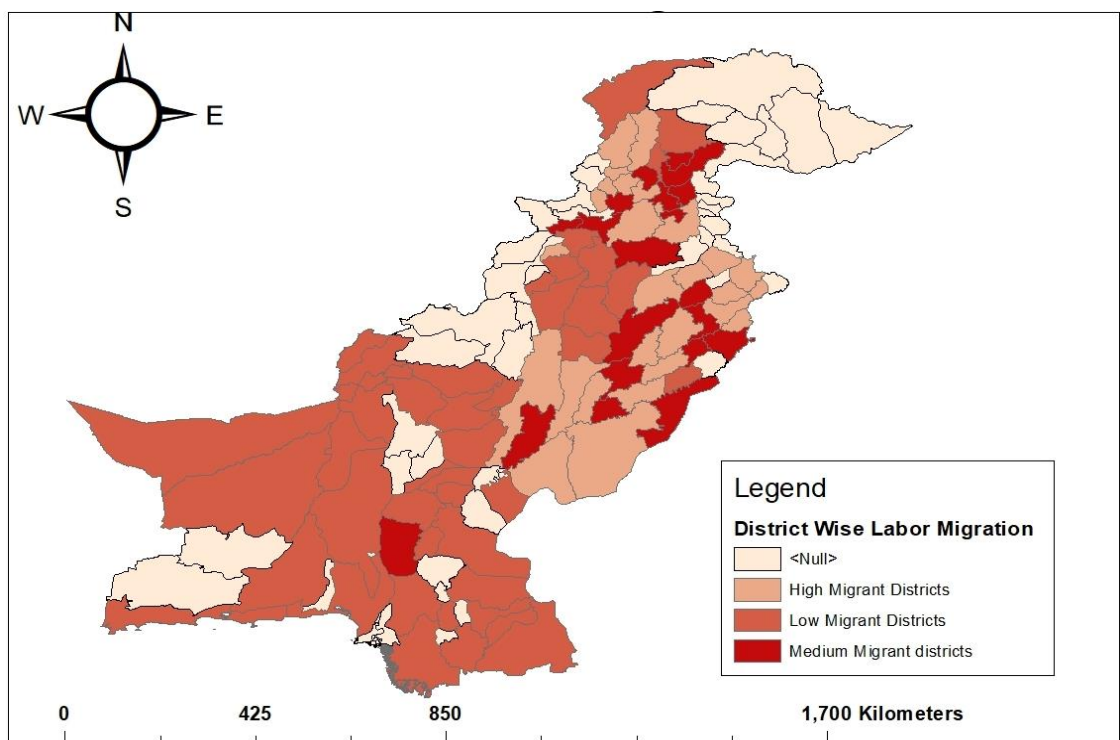 N
W
E
S
Legend
District Wise Labor Migration
<Null>
High Migrant Districts
Low Migrant Districts
Medium Migrant districts
0 425 850 1,700 Kilometers